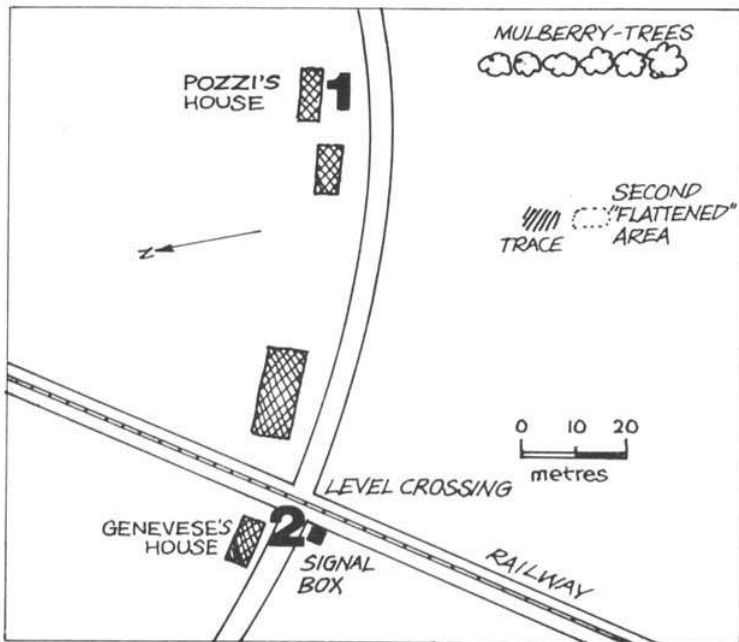 MULBERRY-TREES
POZZI'S
HOUSE
1
SECOND
"FLATTENED"
AREA
TRACE
N
0 10 20
metres
LEVEL CROSSING
GENEVESE'S
HOUSE
2
SIGNAL
BOX
RAILWAY